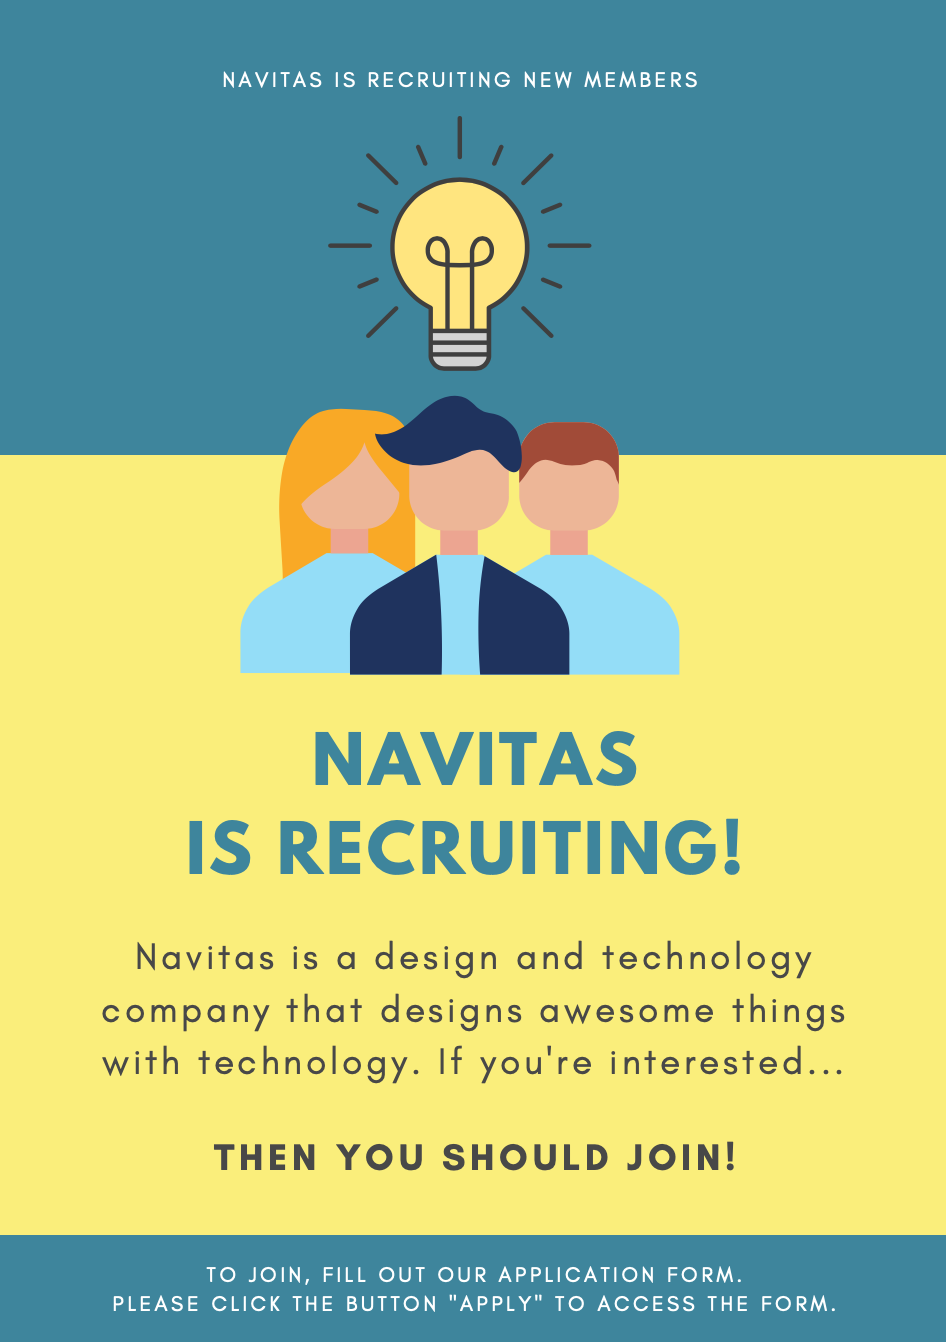 NAVITAS IS RECRUITING NEW MEMBERS
NAVITAS
IS RECRUITING!
Navitas is a design and technology
company that designs awesome things
with technology. If you're interested...
THEN YOU SHOULD JOIN!
TO JOIN, FILL OUT OUR APPLICATION FORM.
PLEASE CLICK THE BUTTON "APPLY" TO ACCESS THE FORM.